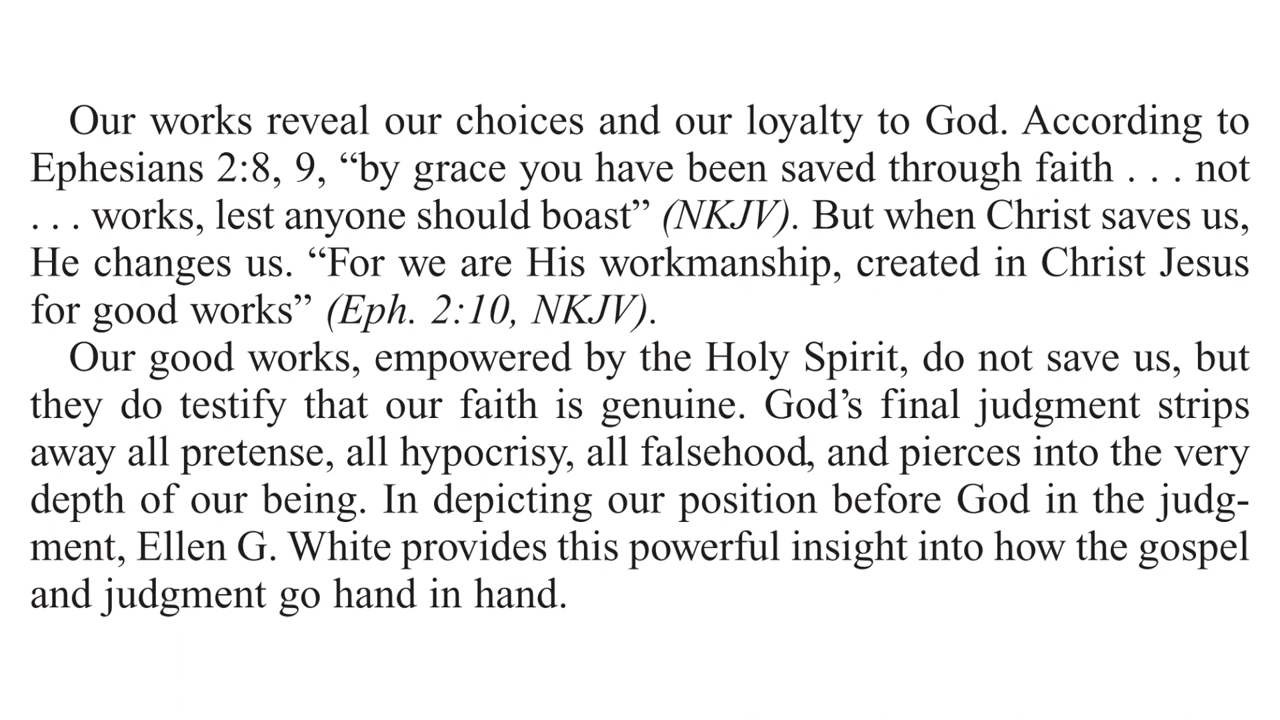 Our works reveal our choices and our loyalty to God. According to
Ephesians 2:8, 9, “by grace you have been saved through faith . . . not
. . . works, lest anyone should boast” (NKJV). But when Christ saves us,
He changes us. “For we are His workmanship, created in Christ Jesus
for good works” (Eph. 2:10, NKJV).
Our good works, empowered by the Holy Spirit, do not save us, but
they do testify that our faith is genuine. God’s final judgment strips
away all pretense, all hypocrisy, all falsehood, and pierces into the very
depth of our being. In depicting our position before God in the judg-
ment, Ellen G. White provides this powerful insight into how the gospel
and judgment go hand in hand.